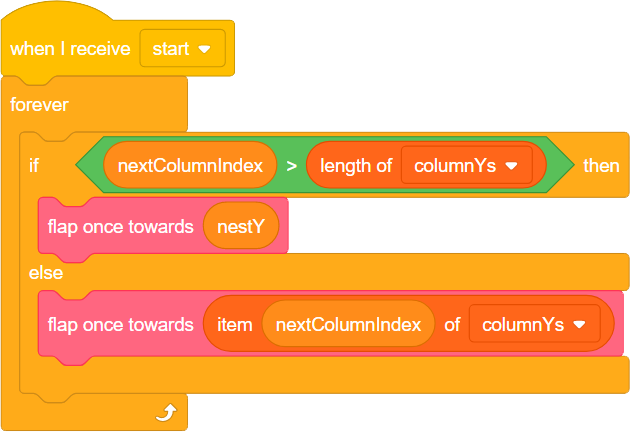 when I receive start
forever
if nextColumnIndex > length of columnYs then
flap once towards nestY
else
flap once towards item nextColumnIndex of columnYs